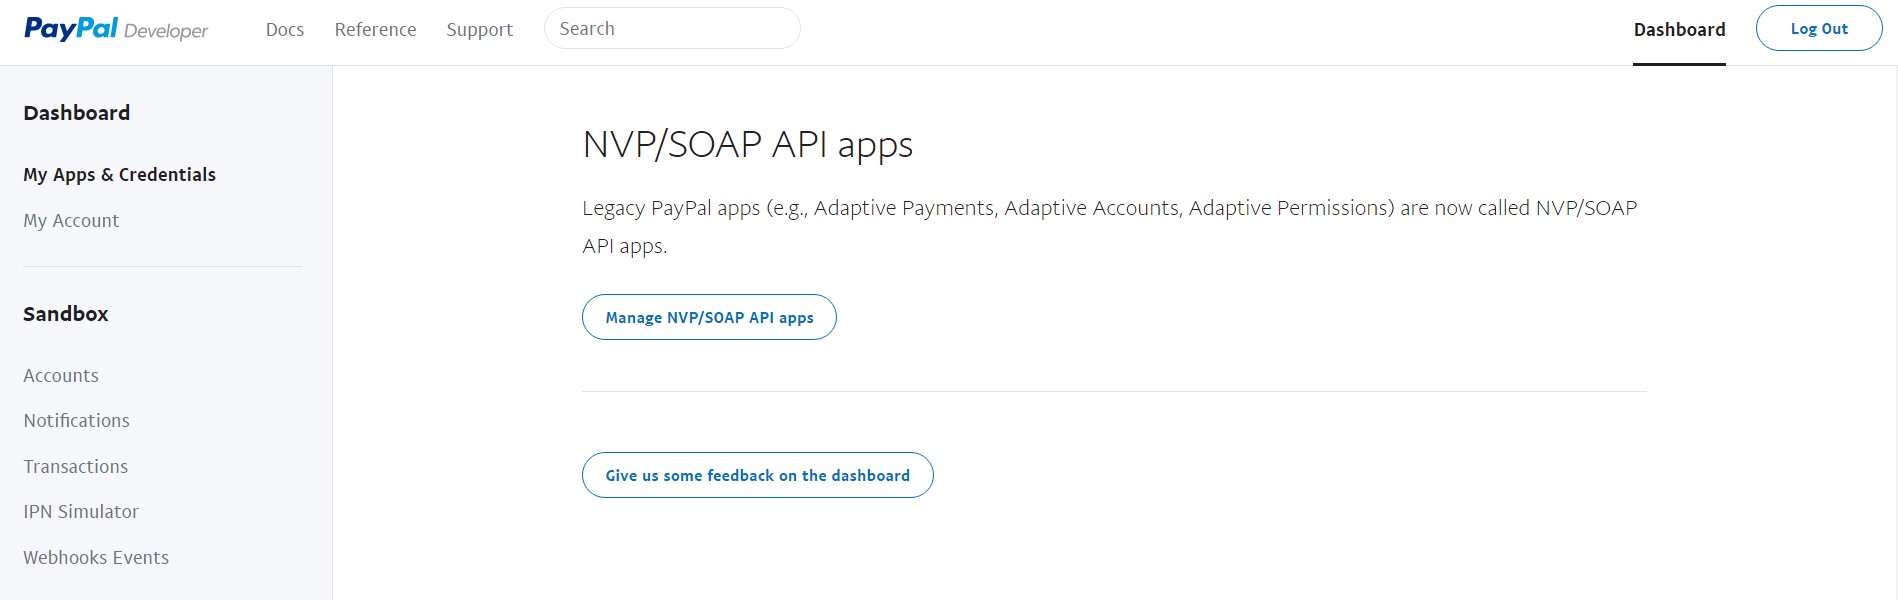 PayPal Developer Docs Reference Support Search Dashboard Log Out
Dashboard
My Apps & Credentials
My Account
Sandbox
Accounts
Notifications
Transactions
IPN Simulator
Webhooks Events
NVP/SOAP API apps
Legacy PayPal apps (e.g., Adaptive Payments, Adaptive Accounts, Adaptive Permissions) are now called NVP/SOAP
API apps.
Manage NVP/SOAP API apps
Give us some feedback on the dashboard